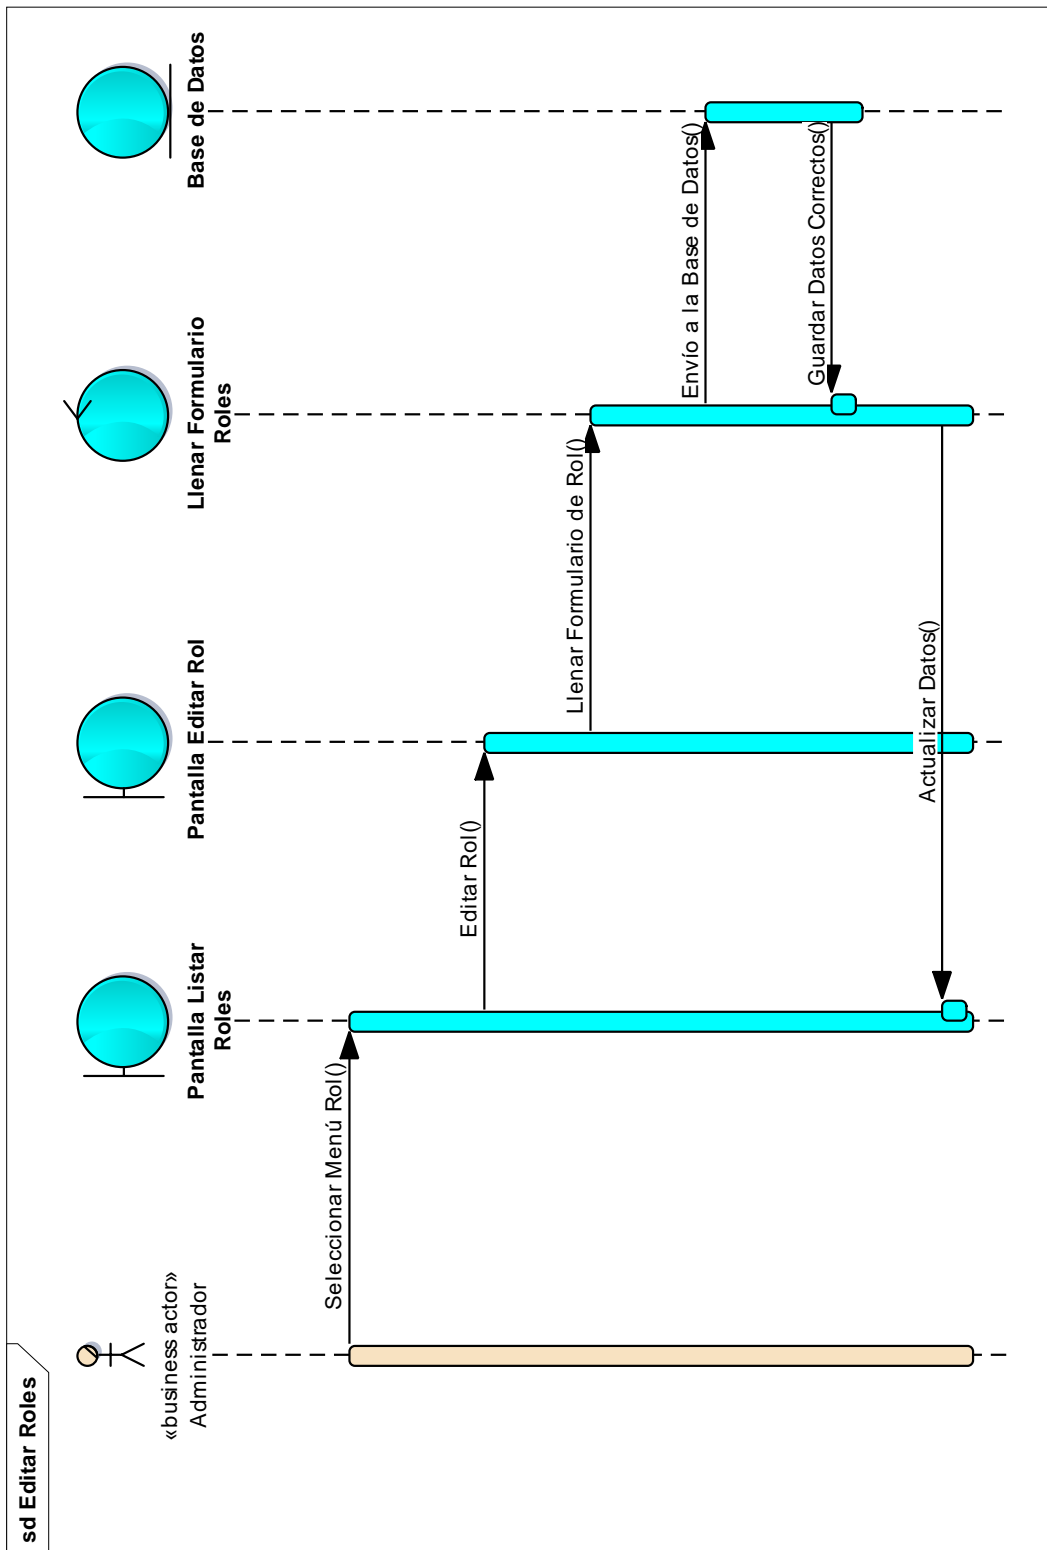 sd Editar Roles
«business actor»
Administrador
Pantalla Listar
Roles
Pantalla Editar Rol
Llenar Formulario
Roles
Base de Datos
Seleccionar Menú Rol()
Editar Rol()
Llenar Formulario de Rol()
Envío a la Base de Datos()
Guardar Datos Correctos()
Actualizar Datos()